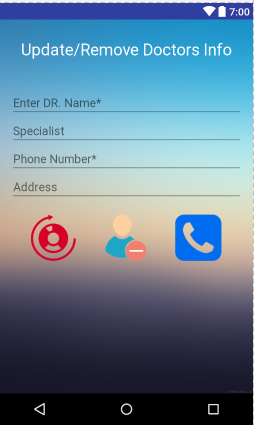 7:00
Update/Remove Doctors Info
Enter DR. Name*
Specialist
Phone Number*
Address